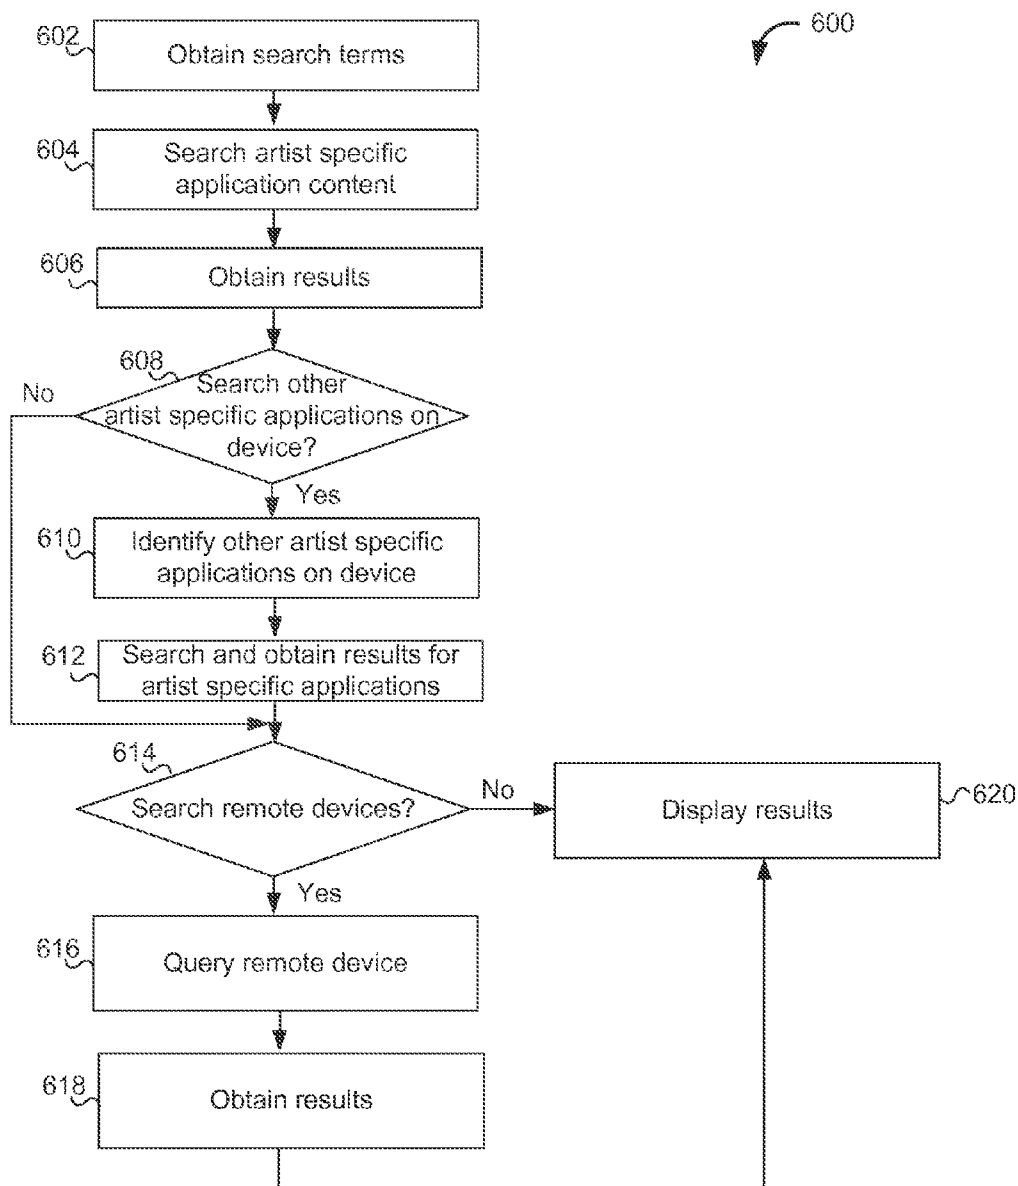 600
602
Obtain search terms
604
Search artist specific
application content
606
Obtain results
608
Search other
artist specific applications on
device?
No
Yes
610
Identify other artist specific
applications on device
612
Search and obtain results for
artist specific applications
614
Search remote devices?
No
Display results
620
Yes
616
Query remote device
618
Obtain results